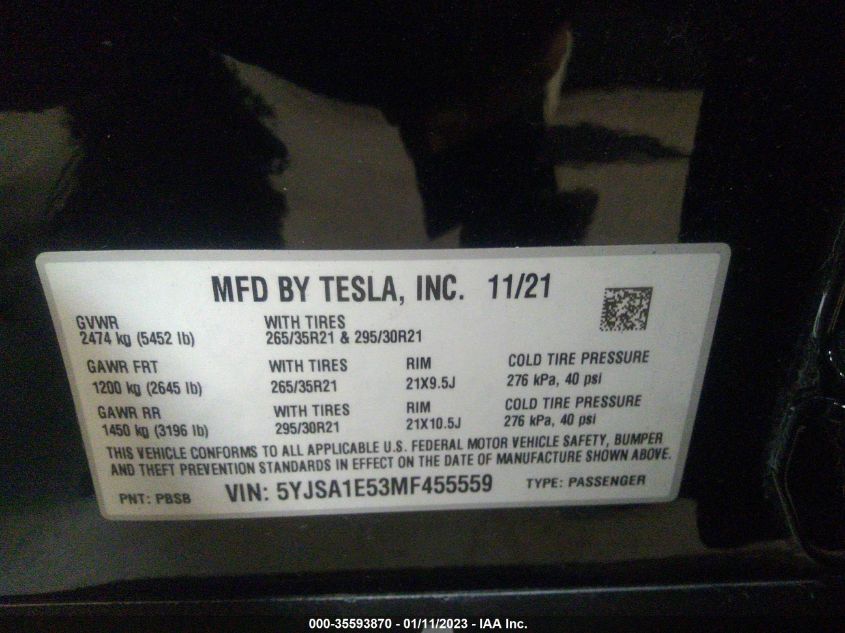 MFD BY TESLA, INC. 11/21
GVWR WITH TIRES
2474 kg (5452 lb) 265/35R21 & 295/30R21
GAWR FRT WITH TIRES RIM COLD TIRE PRESSURE
1200 kg (2645 lb) 265/35R21 21X9.5J 276 kPa, 40 psi
GAWR RR WITH TIRES RIM COLD TIRE PRESSURE
1450 kg (3196 lb) 295/30R21 21X10.5J 276 kPa, 40 psi
THIS VEHICLE CONFORMS TO ALL APPLICABLE U.S. FEDERAL MOTOR VEHICLE SAFETY, BUMPER
AND THEFT PREVENTION STANDARDS IN EFFECT ON THE DATE OF MANUFACTURE SHOWN ABOVE.
PNT: PBSB VIN: 5YJSA1E53MF455559 TYPE: PASSENGER
000-35593870 - 01/11/2023 - IAA Inc.